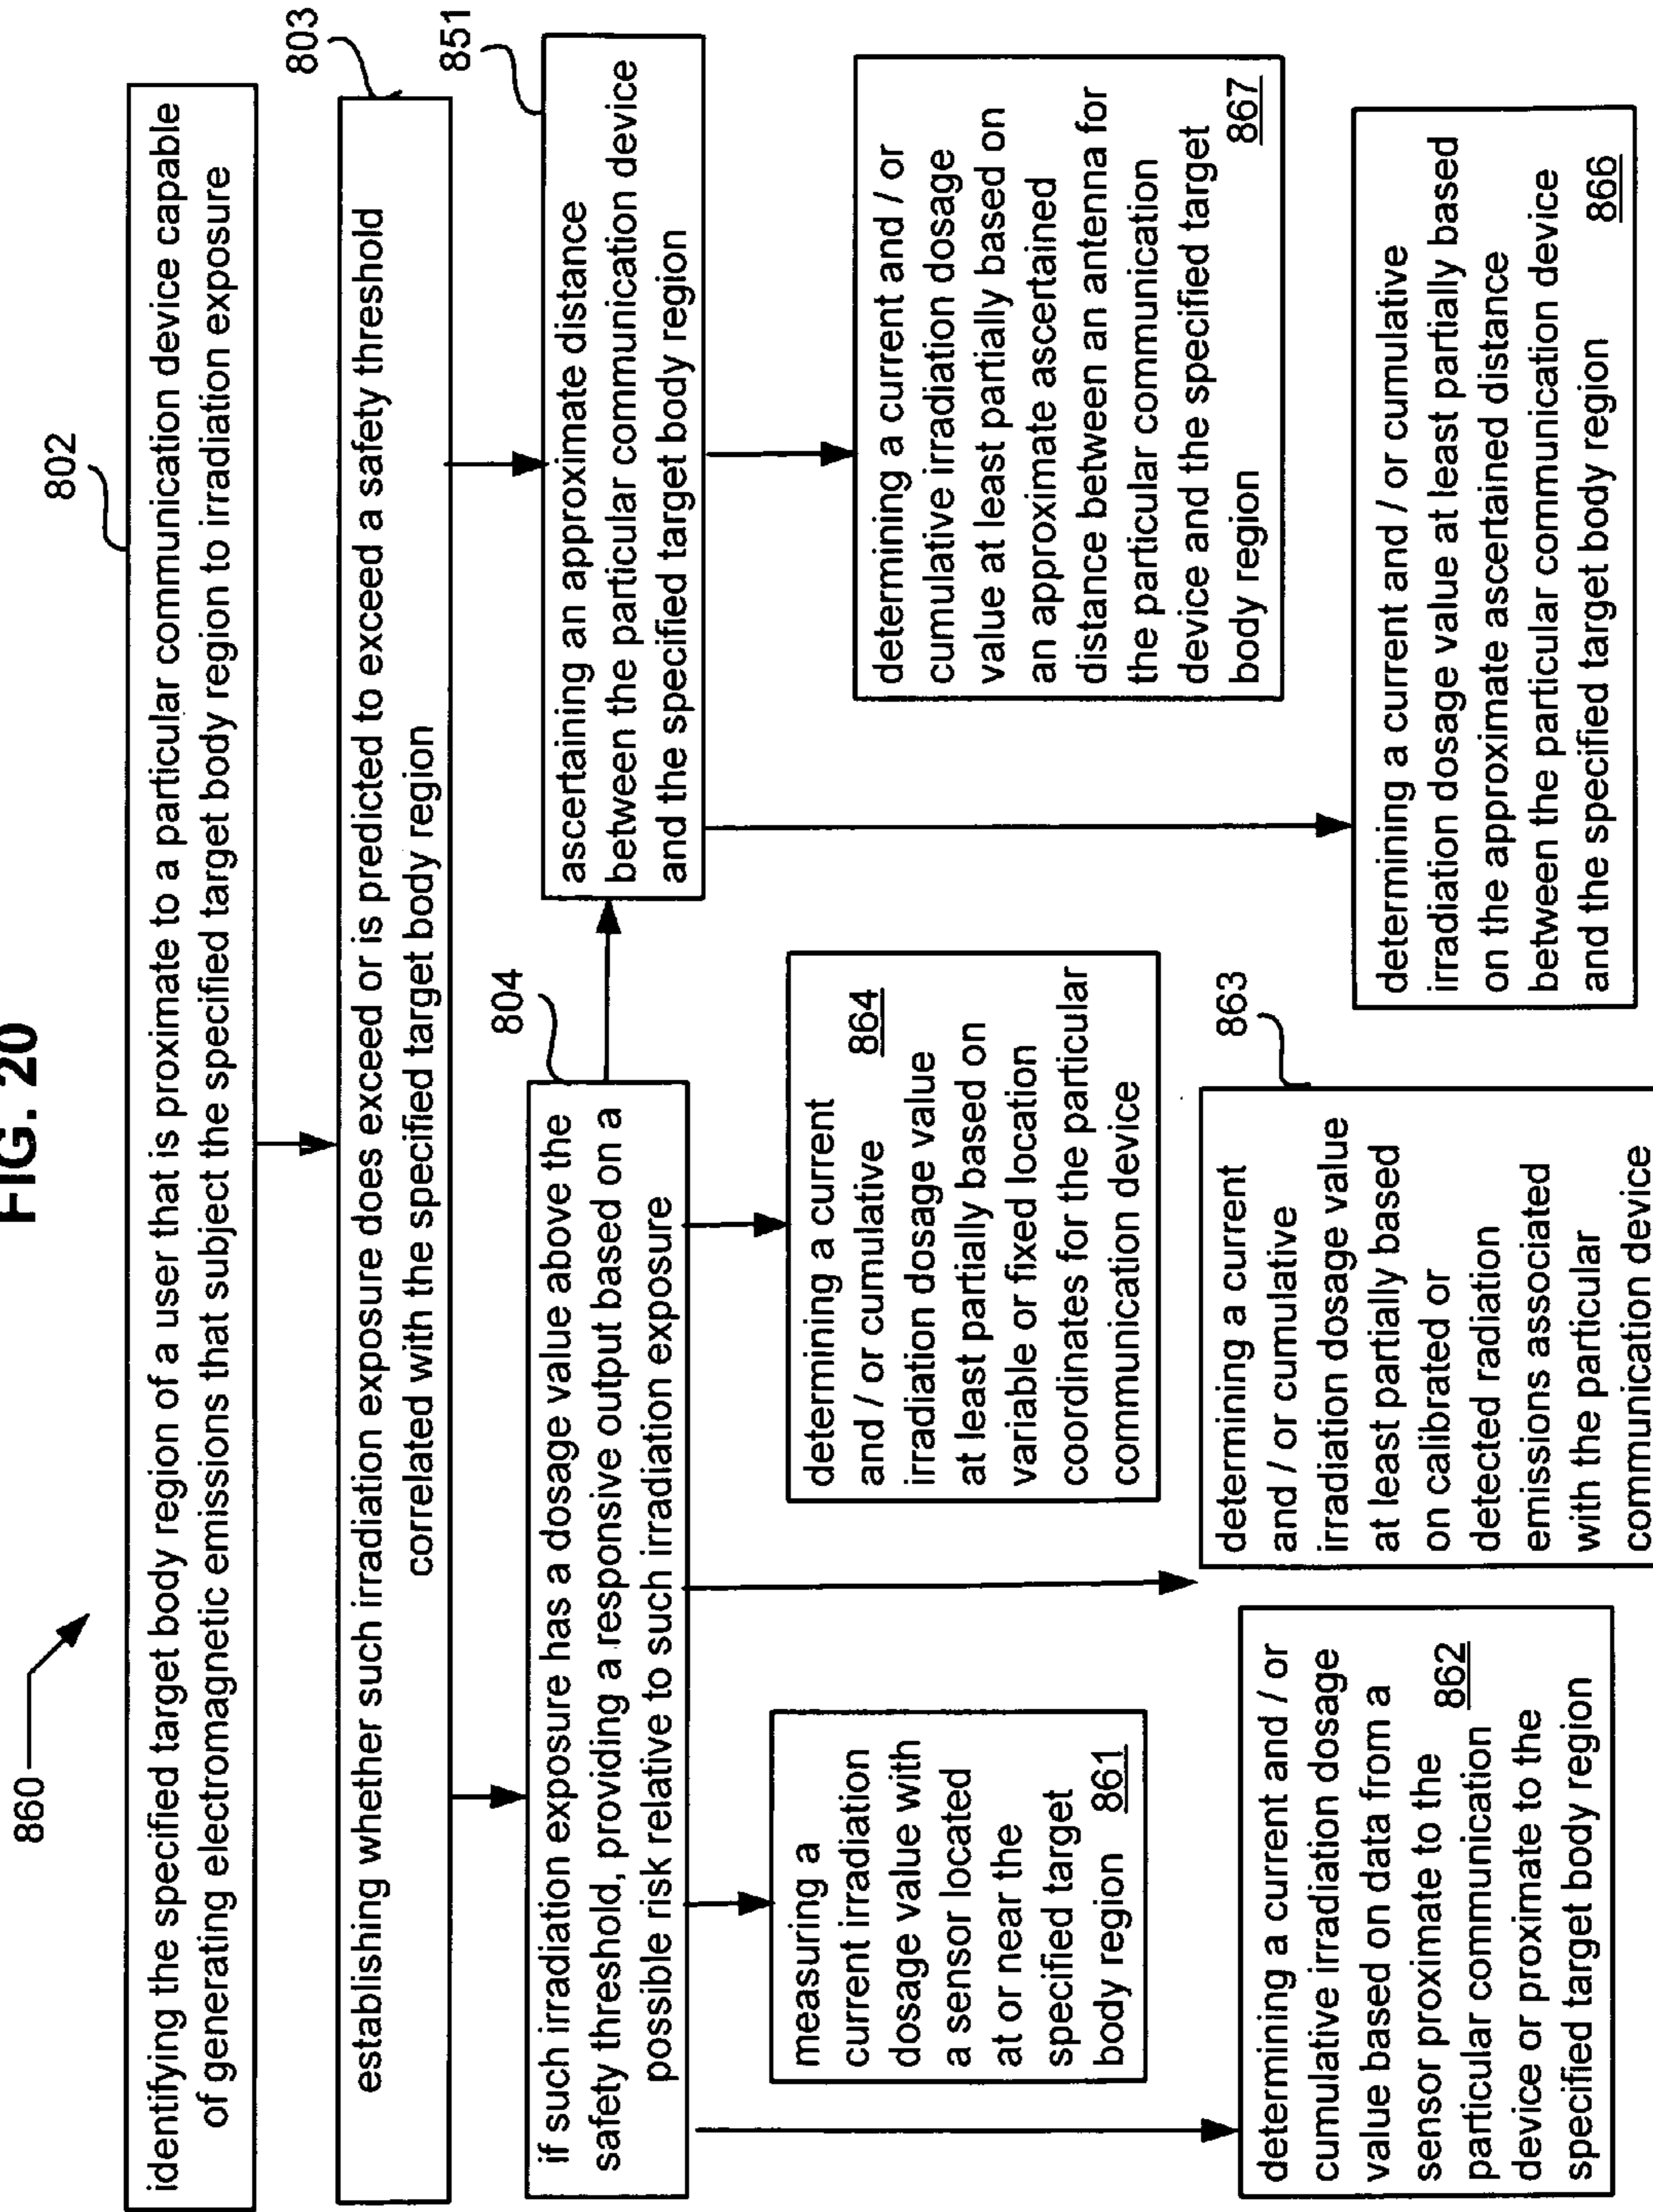 FIG. 20
860
802
identifying the specified target body region of a user that is proximate to a particular communication device capable
of generating electromagnetic emissions that subject the specified target body region to irradiation exposure
803
establishing whether such irradiation exposure does exceed or is predicted to exceed a safety threshold
correlated with the specified target body region
804
if such irradiation exposure has a dosage value above the
safety threshold, providing a responsive output based on a
possible risk relative to such irradiation exposure
851
ascertaining an approximate distance
between the particular communication device
and the specified target body region
measuring a
current irradiation
dosage value with
a sensor located
at or near the
specified target
body region 861
determining a current
and / or cumulative 864
irradiation dosage value
at least partially based on
variable or fixed location
coordinates for the particular
communication device
determining a current and / or
cumulative irradiation dosage
value at least partially based on
an approximate ascertained
distance between an antenna for
the particular communication
device and the specified target
body region 867
determining a current and / or
cumulative irradiation dosage
value based on data from a
sensor proximate to the
particular communication 862
device or proximate to the
specified target body region
863
determining a current
and / or cumulative
irradiation dosage value
at least partially based
on calibrated or
detected radiation
emissions associated
with the particular
communication device
determining a current and / or cumulative
irradiation dosage value at least partially based
on the approximate ascertained distance
between the particular communication device
and the specified target body region 866